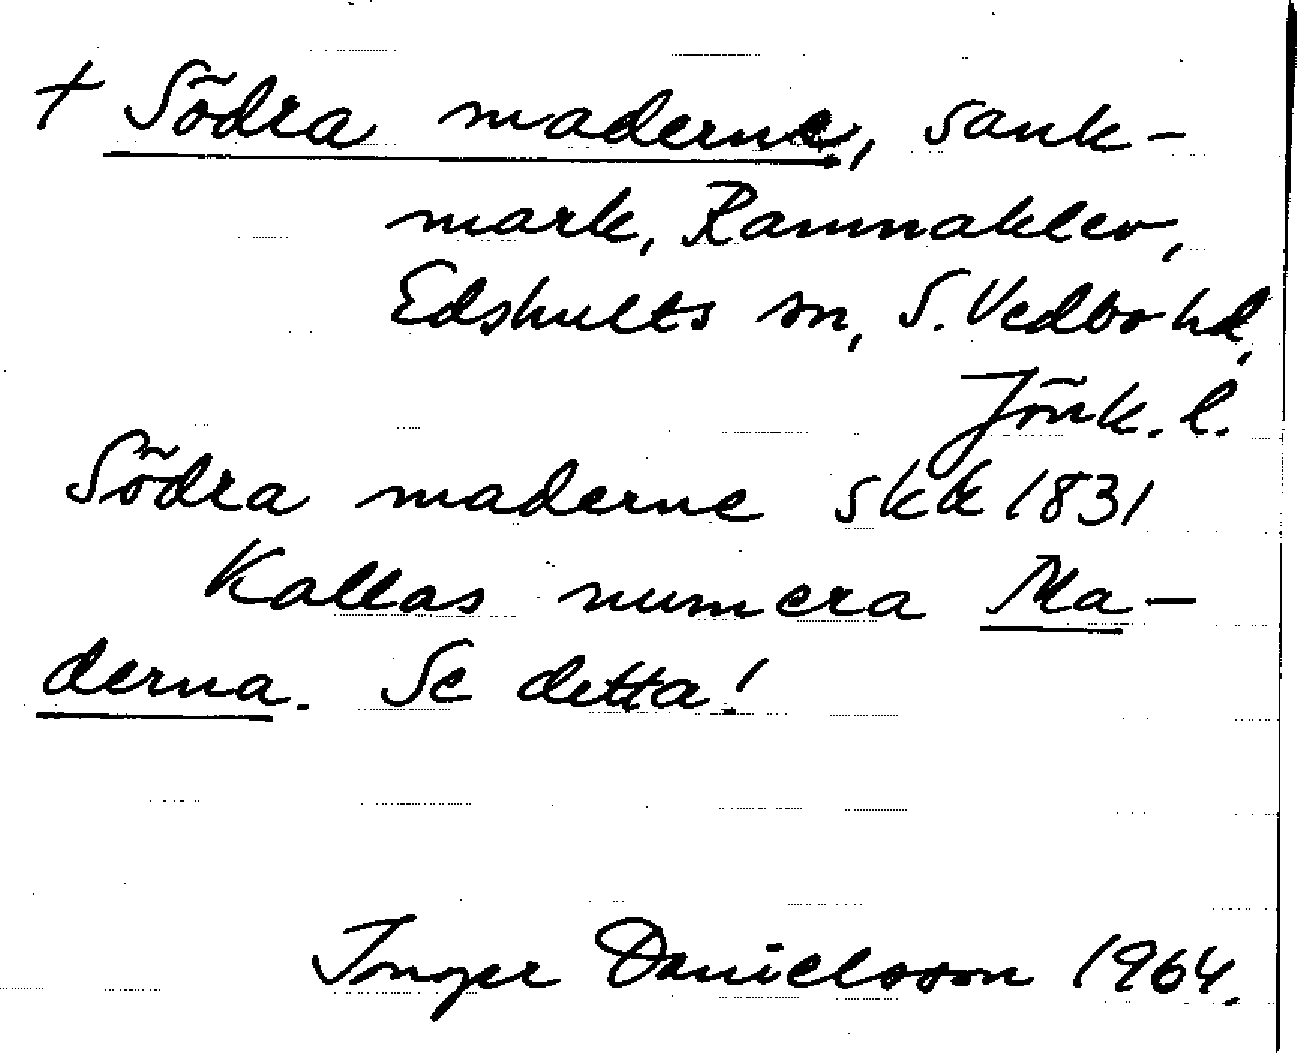 + Södra maderne, sank-
mark, Ramnaklev,
Edshults sn, S. Vedbo hd,
Jönk. l.
Södra maderne skk 1831
Kallas numera Ma-
derna. Se detta!
Inger Danielsson 1964.